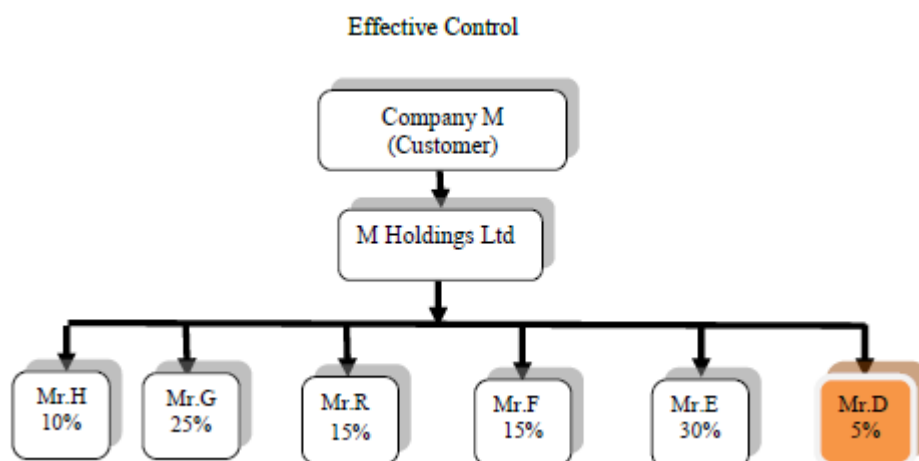 Effective Control
Company M
(Customer)
M Holdings Ltd
Mr.H
10%
Mr.G
25%
Mr.R
15%
Mr.F
15%
Mr.E
30%
Mr.D
5%